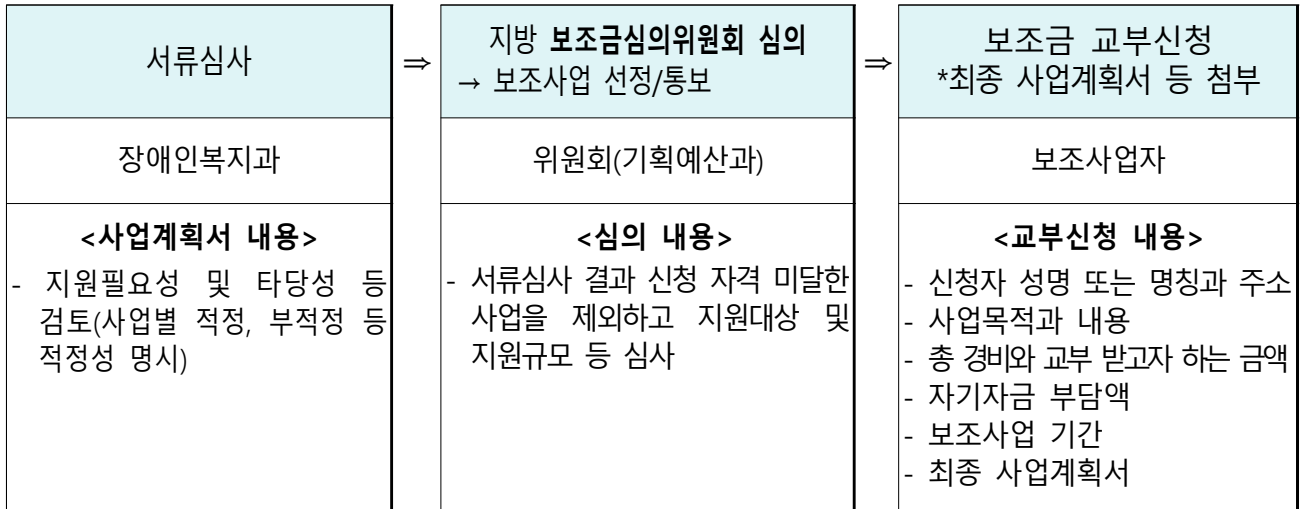 서류심사
⇒
지방 보조금심의위원회 심의
→ 보조사업 선정/통보
⇒
보조금 교부신청
*최종 사업계획서 등 첨부
장애인복지과
위원회(기획예산과)
보조사업자
<사업계획서 내용>
- 지원필요성 및 타당성 등
검토(사업별 적정, 부적정 등
적정성 명시)
<심의 내용>
- 서류심사 결과 신청 자격 미달한
사업을 제외하고 지원대상 및
지원규모 등 심사
<교부신청 내용>
- 신청자 성명 또는 명칭과 주소
- 사업목적과 내용
- 총 경비와 교부 받고자 하는 금액
- 자기자금 부담액
- 보조사업 기간
- 최종 사업계획서